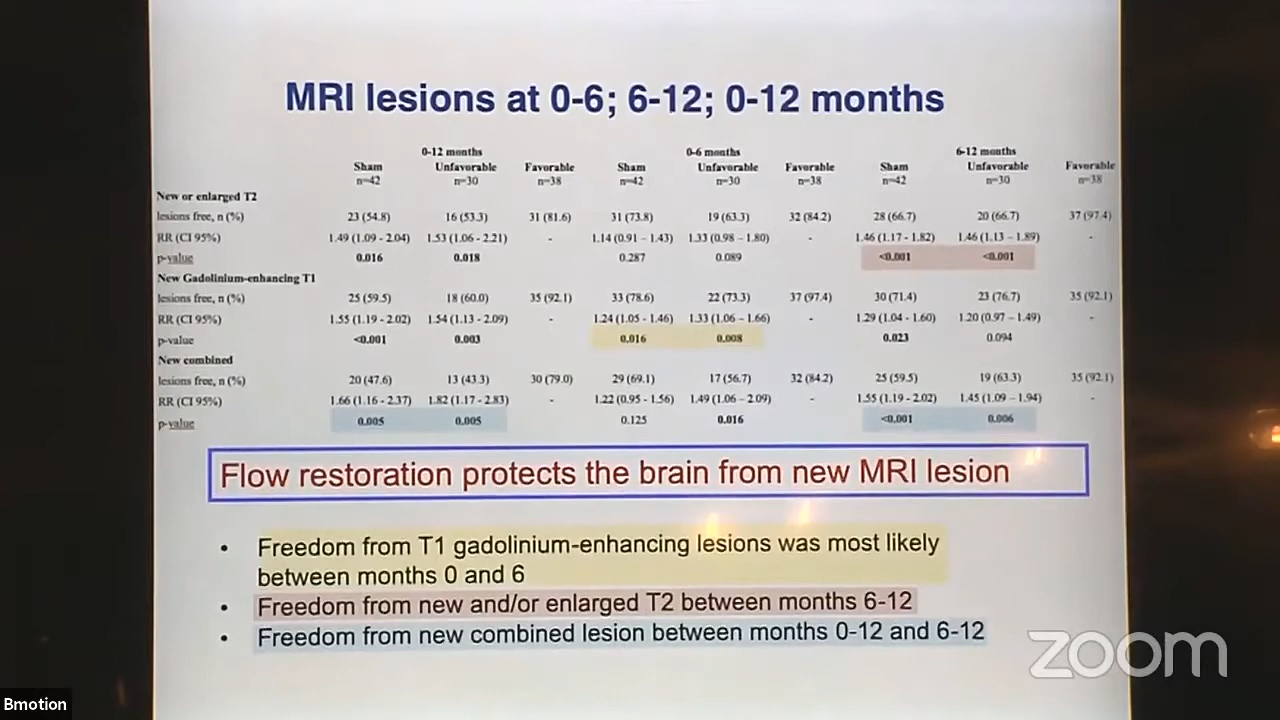 MRI lesions at 0-6; 6-12; 0-12 months
0-12 months 0-6 months 6-12 months
Sham Unfavorable Favorable Sham Unfavorable Favorable Sham Unfavorable Favorable
n=42 n=30 n=38 n=42 n=30 n=38 n=42 n=30 n=38
New or enlarged T2
lesions free, n (%) 23 (54.8) 16 (53.3) 31 (81.6) 31 (73.8) 19 (63.3) 32 (84.2) 28 (66.7) 20 (66.7) 37 (97.4)
RR (CI 95%) 1.49 (1.09 - 2.04) 1.53 (1.06 - 2.21) - 1.14 (0.91 – 1.43) 1.33 (0.98 – 1.80) - 1.46 (1.17 - 1.82) 1.46 (1.13 – 1.89) -
p-value 0.016 0.018 0.287 0.089 <0.001 <0.001
New Gadolinium-enhancing T1
lesions free, n (%) 25 (59.5) 18 (60.0) 35 (92.1) 33 (78.6) 22 (73.3) 37 (97.4) 30 (71.4) 23 (76.7) 35 (92.1)
RR (CI 95%) 1.55 (1.19 - 2.02) 1.54 (1.13 - 2.09) - 1.24 (1.05 - 1.46) 1.33 (1.06 – 1.66) - 1.29 (1.04 - 1.60) 1.20 (0.97 – 1.49) -
p-value <0.001 0.003 0.016 0.008 0.023 0.094
New combined
lesions free, n (%) 20 (47.6) 13 (43.3) 30 (79.0) 29 (69.1) 17 (56.7) 32 (84.2) 25 (59.5) 19 (63.3) 35 (92.1)
RR (CI 95%) 1.66 (1.16 - 2.37) 1.82 (1.17 - 2.83) - 1.22 (0.95 - 1.56) 1.49 (1.06 – 2.09) - 1.55 (1.19 - 2.02) 1.45 (1.09 – 1.94) -
p-value 0.005 0.005 0.125 0.016 <0.001 0.006
Flow restoration protects the brain from new MRI lesion
• Freedom from T1 gadolinium-enhancing lesions was most likely
between months 0 and 6
• Freedom from new and/or enlarged T2 between months 6-12
• Freedom from new combined lesion between months 0-12 and 6-12
zoom
Bmotion